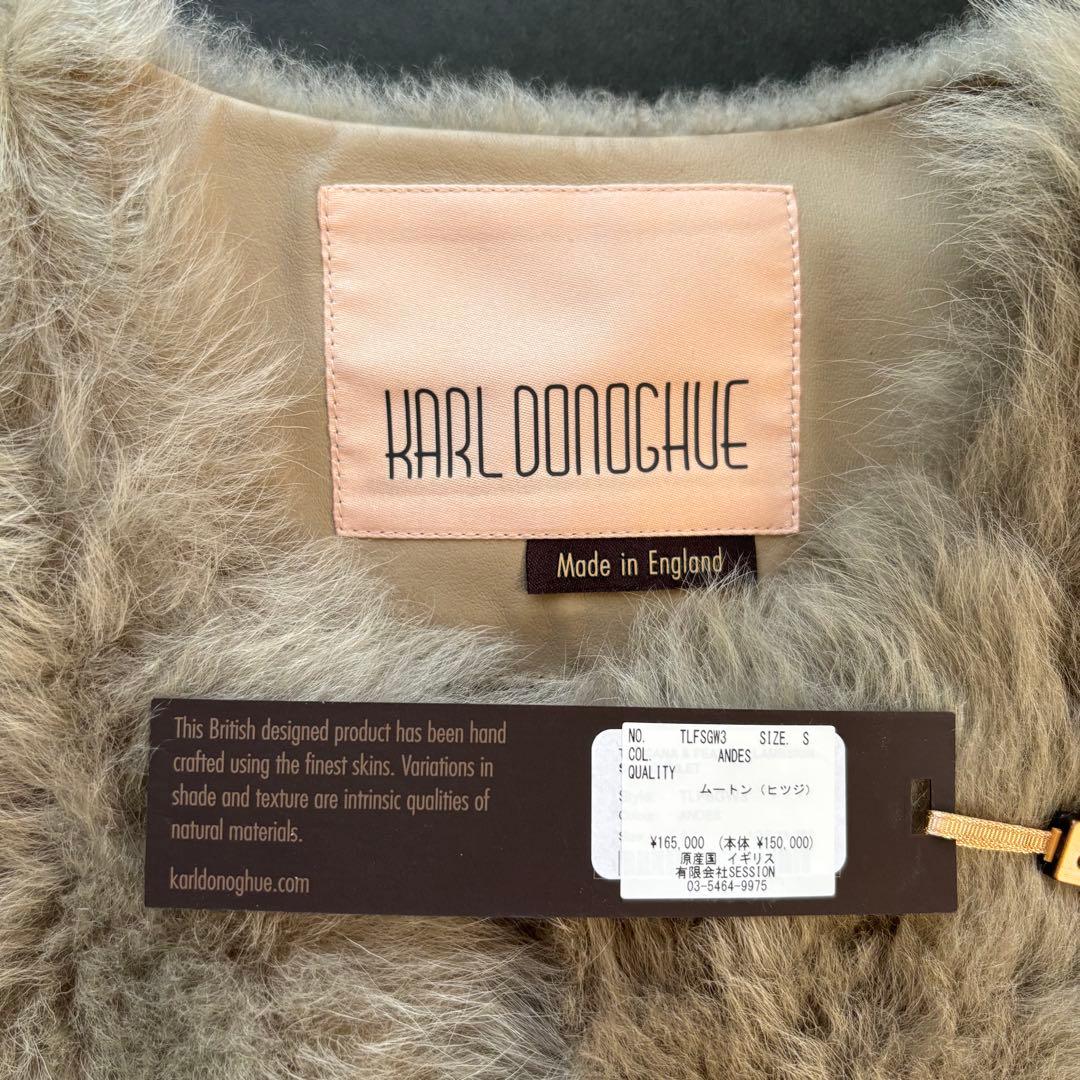 KARL DONOGHUE
Made in England
This British designed product has been hand
crafted using the finest skins. Variations in
shade and texture are intrinsic qualities of
natural materials.
karldonoghue.com
NO. TLFSGW3 SIZE. S
COL. ANDES
QUALITY
ムートン（ヒツジ）
¥165,000 (本体 ¥150,000)
原産国 イギリス
有限会社SESSION
03-5464-9975